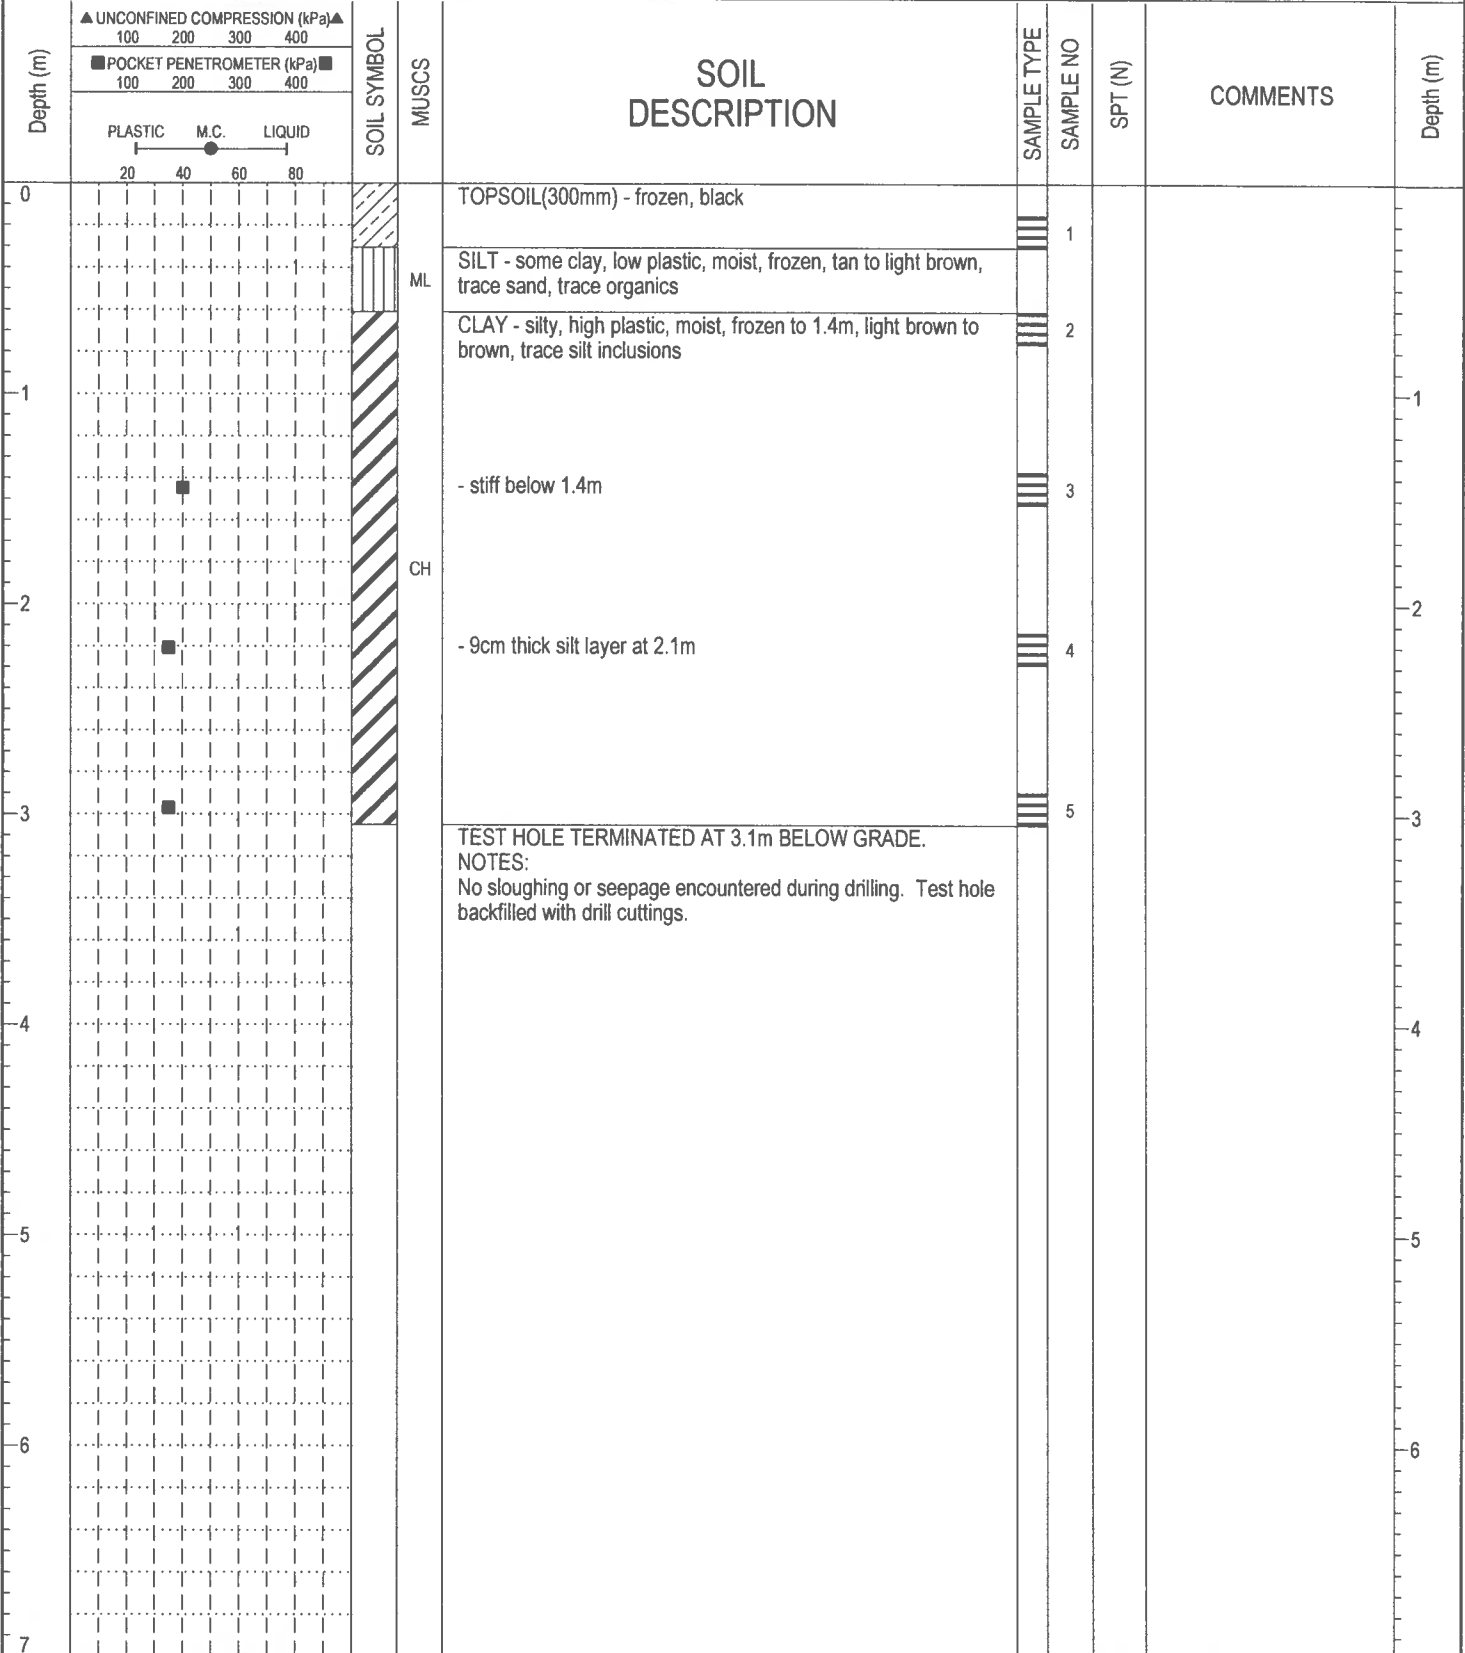 Depth (m)
▲ UNCONFINED COMPRESSION (kPa) ▲
100 200 300 400
■ POCKET PENETROMETER (kPa) ■
100 200 300 400
PLASTIC M.C. LIQUID
20 40 60 80
SOIL SYMBOL
MUSCS
SOIL
DESCRIPTION
SAMPLE TYPE
SAMPLE NO
SPT (N)
COMMENTS
Depth (m)
0
TOPSOIL(300mm) - frozen, black
1
ML
SILT - some clay, low plastic, moist, frozen, tan to light brown,
trace sand, trace organics
CLAY - silty, high plastic, moist, frozen to 1.4m, light brown to
brown, trace silt inclusions
2
1
1
- stiff below 1.4m
3
CH
2
2
- 9cm thick silt layer at 2.1m
4
3
5
3
TEST HOLE TERMINATED AT 3.1m BELOW GRADE.
NOTES:
No sloughing or seepage encountered during drilling. Test hole
backfilled with drill cuttings.
4
4
5
5
6
6
7